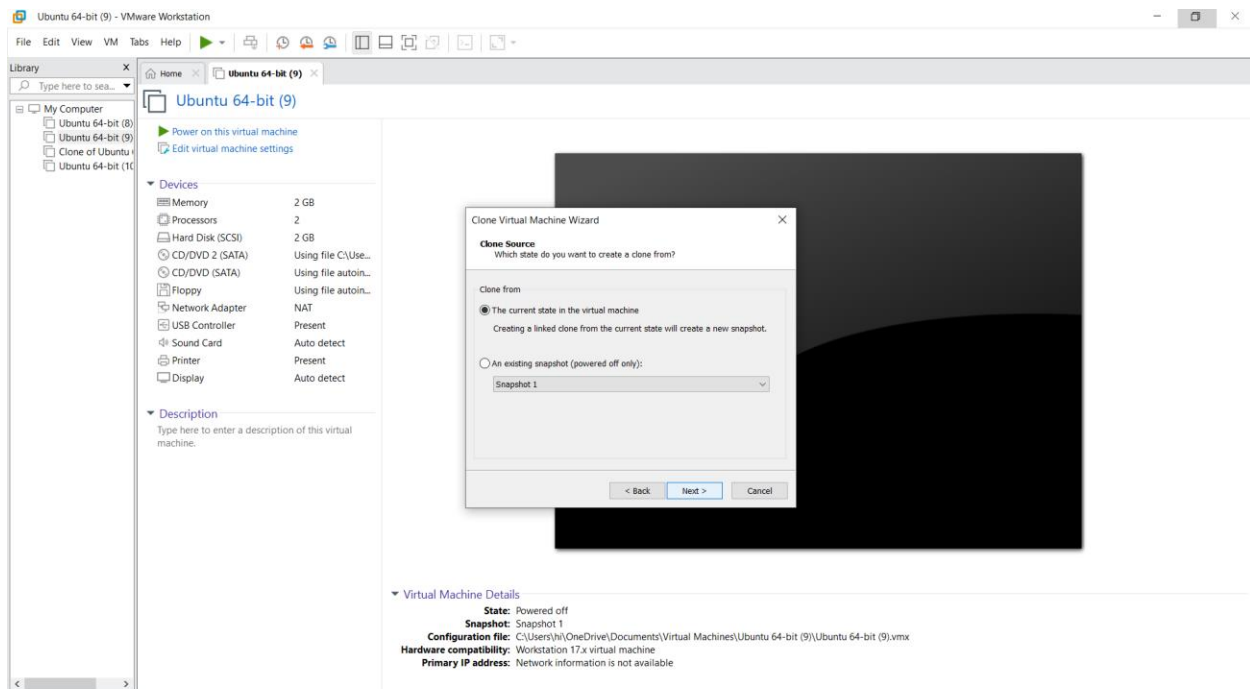 Ubuntu 64-bit (9) - VMware Workstation
File Edit View VM Tabs Help
Library X
Type here to sea...
My Computer
Ubuntu 64-bit (8)
Ubuntu 64-bit (9)
Clone of Ubuntu
Ubuntu 64-bit (10
Home
Ubuntu 64-bit (9)
Ubuntu 64-bit (9)
Power on this virtual machine
Edit virtual machine settings
Devices
Memory 2 GB
Processors 2
Hard Disk (SCSI) 2 GB
CD/DVD 2 (SATA) Using file C:\Use...
CD/DVD (SATA) Using file autoin...
Floppy Using file autoin...
Network Adapter NAT
USB Controller Present
Sound Card Auto detect
Printer Present
Display Auto detect
Description
Type here to enter a description of this virtual
machine.
Clone Virtual Machine Wizard
Clone Source
Which state do you want to create a clone from?
Clone from
The current state in the virtual machine
Creating a linked clone from the current state will create a new snapshot.
An existing snapshot (powered off only):
Snapshot 1
< Back Next > Cancel
Virtual Machine Details
State: Powered off
Snapshot: Snapshot 1
Configuration file: C:\Users\hi\OneDrive\Documents\Virtual Machines\Ubuntu 64-bit (9)\Ubuntu 64-bit (9).vmx
Hardware compatibility: Workstation 17.x virtual machine
Primary IP address: Network information is not available